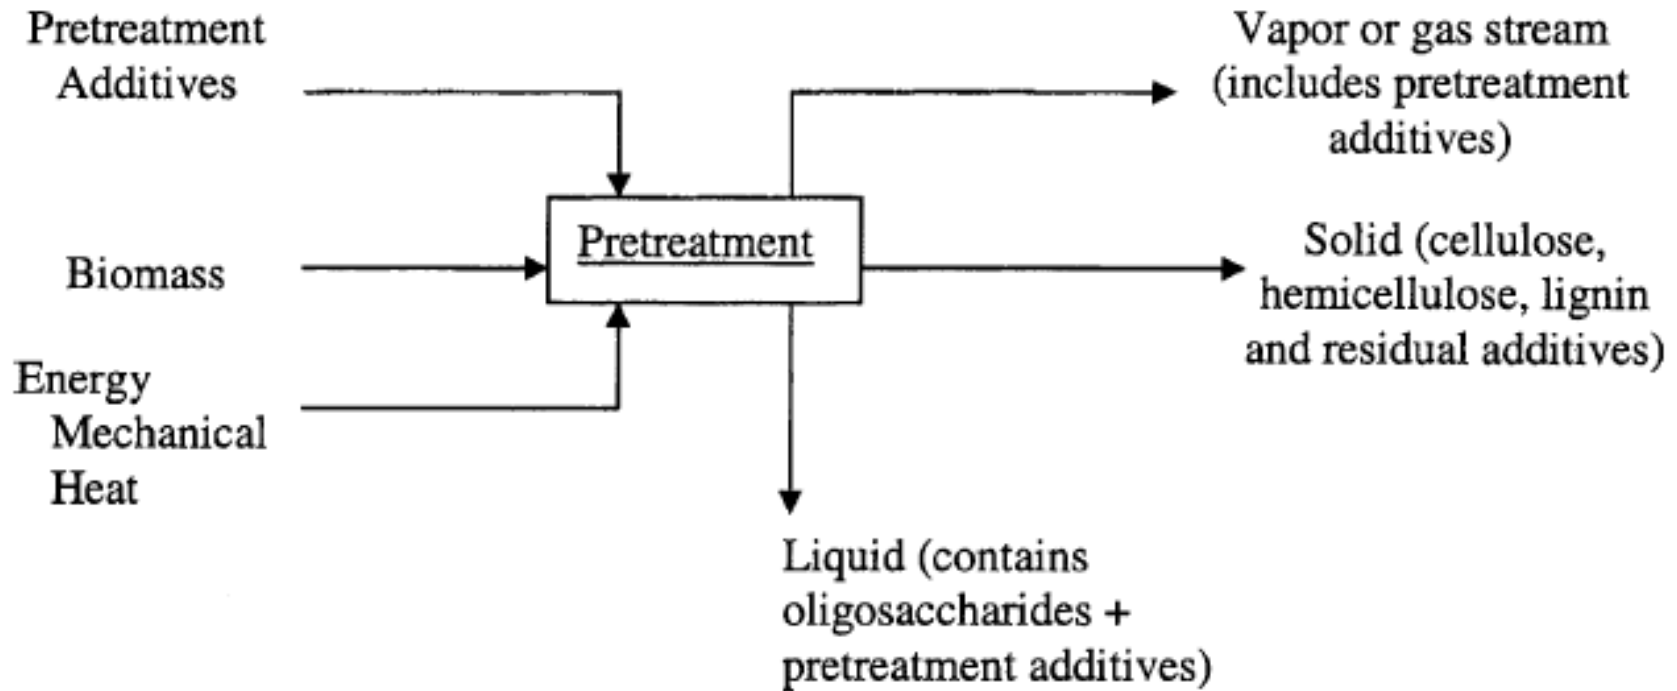 Pretreatment
Additives
Vapor or gas stream
(includes pretreatment
additives)
Pretreatment
Biomass
Solid (cellulose,
hemicellulose, lignin
and residual additives)
Energy
Mechanical
Heat
Liquid (contains
oligosaccharides +
pretreatment additives)